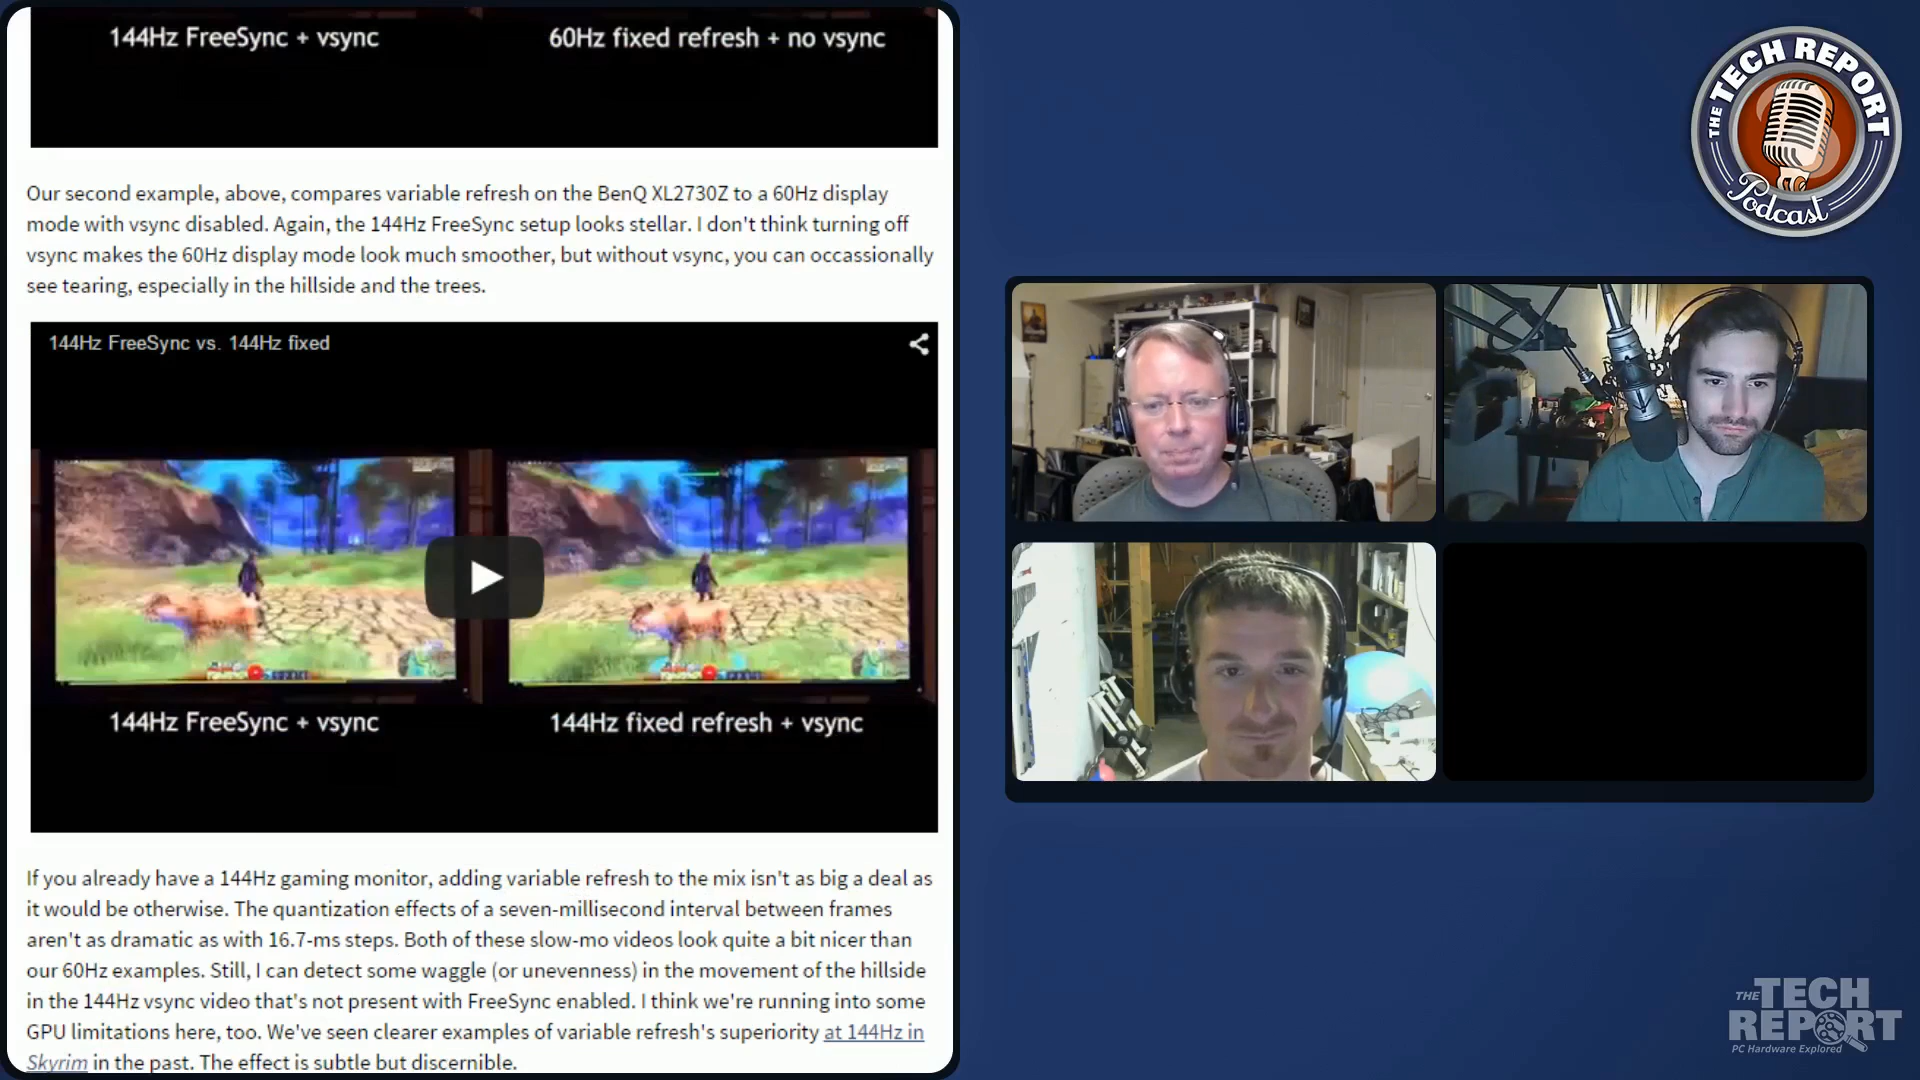 144Hz FreeSync + vsync
60Hz fixed refresh + no vsync
Our second example, above, compares variable refresh on the BenQ XL2730Z to a 60Hz display
mode with vsync disabled. Again, the 144Hz FreeSync setup looks stellar. I don't think turning off
vsync makes the 60Hz display mode look much smoother, but without vsync, you can occassionally
see tearing, especially in the hillside and the trees.
144Hz FreeSync vs. 144Hz fixed
144Hz FreeSync + vsync
144Hz fixed refresh + vsync
If you already have a 144Hz gaming monitor, adding variable refresh to the mix isn't as big a deal as
it would be otherwise. The quantization effects of a seven-millisecond interval between frames
aren't as dramatic as with 16.7-ms steps. Both of these slow-mo videos look quite a bit nicer than
our 60Hz examples. Still, I can detect some waggle (or unevenness) in the movement of the hillside
in the 144Hz vsync video that's not present with FreeSync enabled. I think we're running into some
GPU limitations here, too. We've seen clearer examples of variable refresh's superiority at 144Hz in
Skyrim in the past. The effect is subtle but discernible.
THE TECH REPORT
Podcast
THE TECH
REPORT
PC Hardware Explored